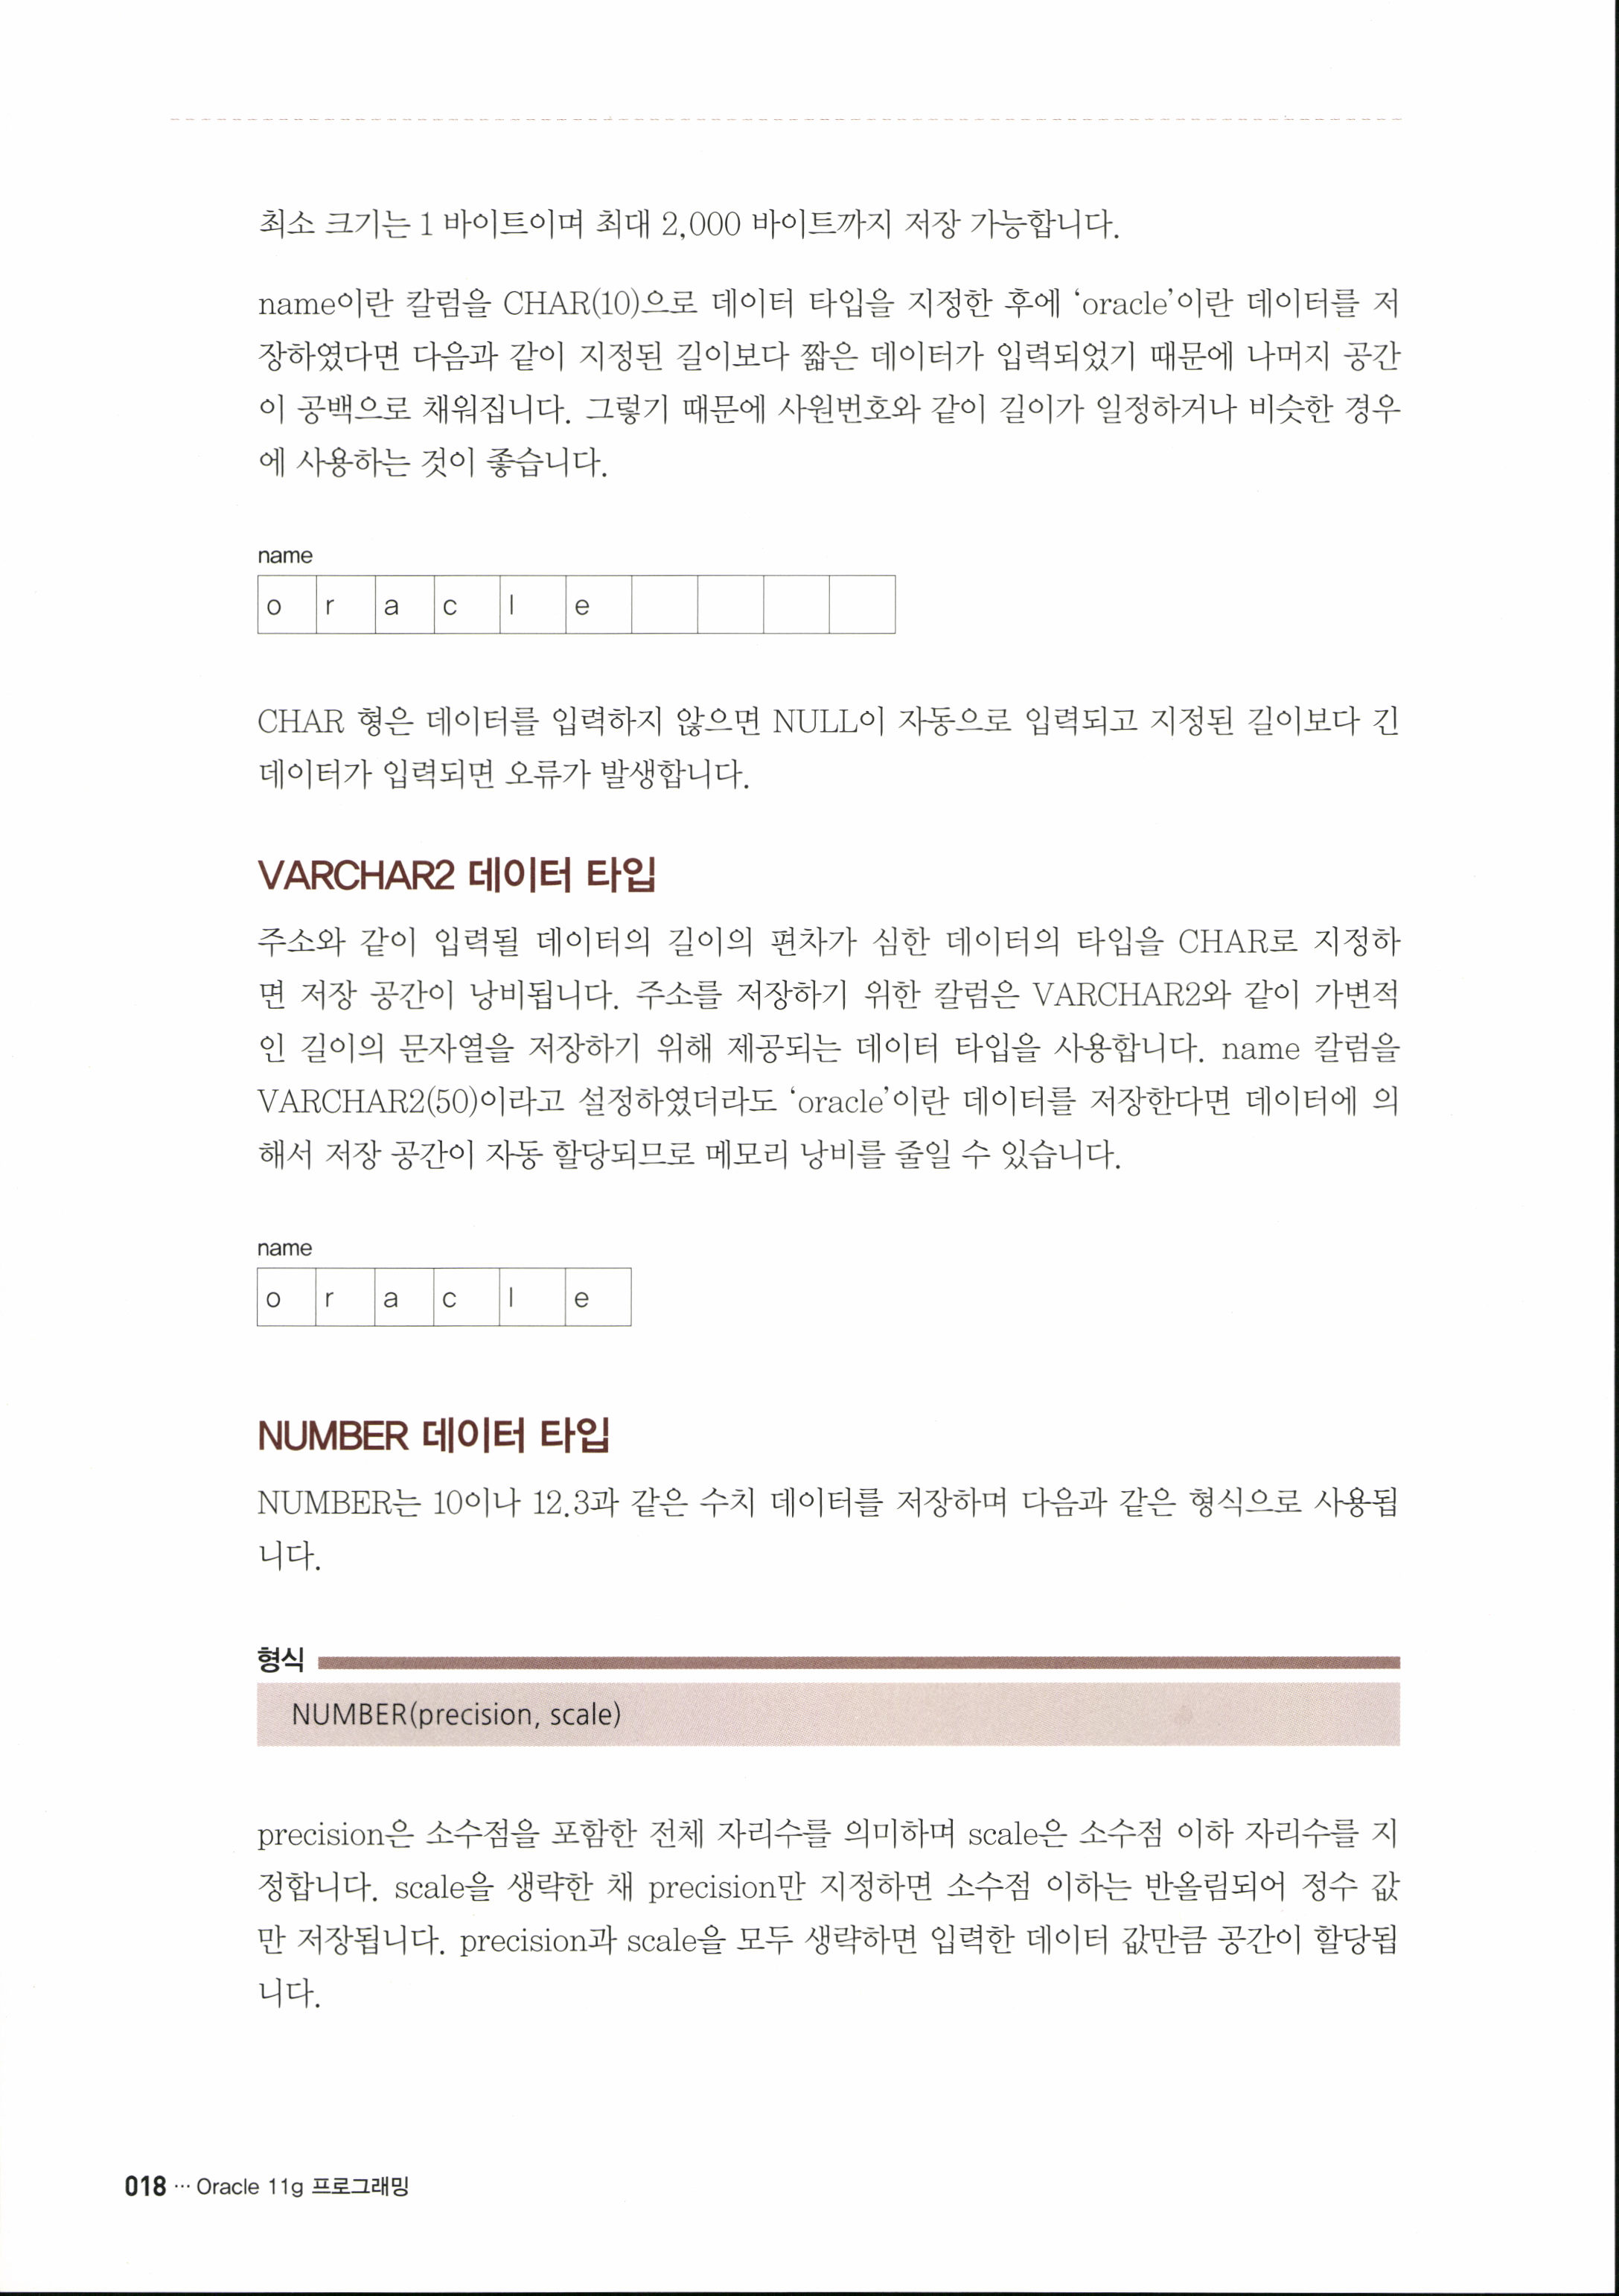 최소 크기는 1 바이트이며 최대 2,000 바이트까지 저장 가능합니다.
name이란 칼럼을 CHAR(10)으로 데이터 타입을 지정한 후에 ‘oracle’이란 데이터를 저
장하였다면 다음과 같이 지정된 길이보다 짧은 데이터가 입력되었기 때문에 나머지 공간
이 공백으로 채워집니다. 그렇기 때문에 사원번호와 같이 길이가 일정하거나 비슷한 경우
에 사용하는 것이 좋습니다.
name
o r a c l e
CHAR 형은 데이터를 입력하지 않으면 NULL이 자동으로 입력되고 지정된 길이보다 긴
데이터가 입력되면 오류가 발생합니다.
VARCHAR2 데이터 타입
주소와 같이 입력될 데이터의 길이의 편차가 심한 데이터의 타입을 CHAR로 지정하
면 저장 공간이 낭비됩니다. 주소를 저장하기 위한 칼럼은 VARCHAR2와 같이 가변적
인 길이의 문자열을 저장하기 위해 제공되는 데이터 타입을 사용합니다. name 칼럼을
VARCHAR2(50)이라고 설정하였더라도 ‘oracle’이란 데이터를 저장한다면 데이터에 의
해서 저장 공간이 자동 할당되므로 메모리 낭비를 줄일 수 있습니다.
name
o r a c l e
NUMBER 데이터 타입
NUMBER는 10이나 12.3과 같은 수치 데이터를 저장하며 다음과 같은 형식으로 사용됩
니다.
형식
NUMBER(precision, scale)
precision은 소수점을 포함한 전체 자리수를 의미하며 scale은 소수점 이하 자리수를 지
정합니다. scale을 생략한 채 precision만 지정하면 소수점 이하는 반올림되어 정수 값
만 저장됩니다. precision과 scale을 모두 생략하면 입력한 데이터 값만큼 공간이 할당됩
니다.
018 ··· Oracle 11g 프로그래밍